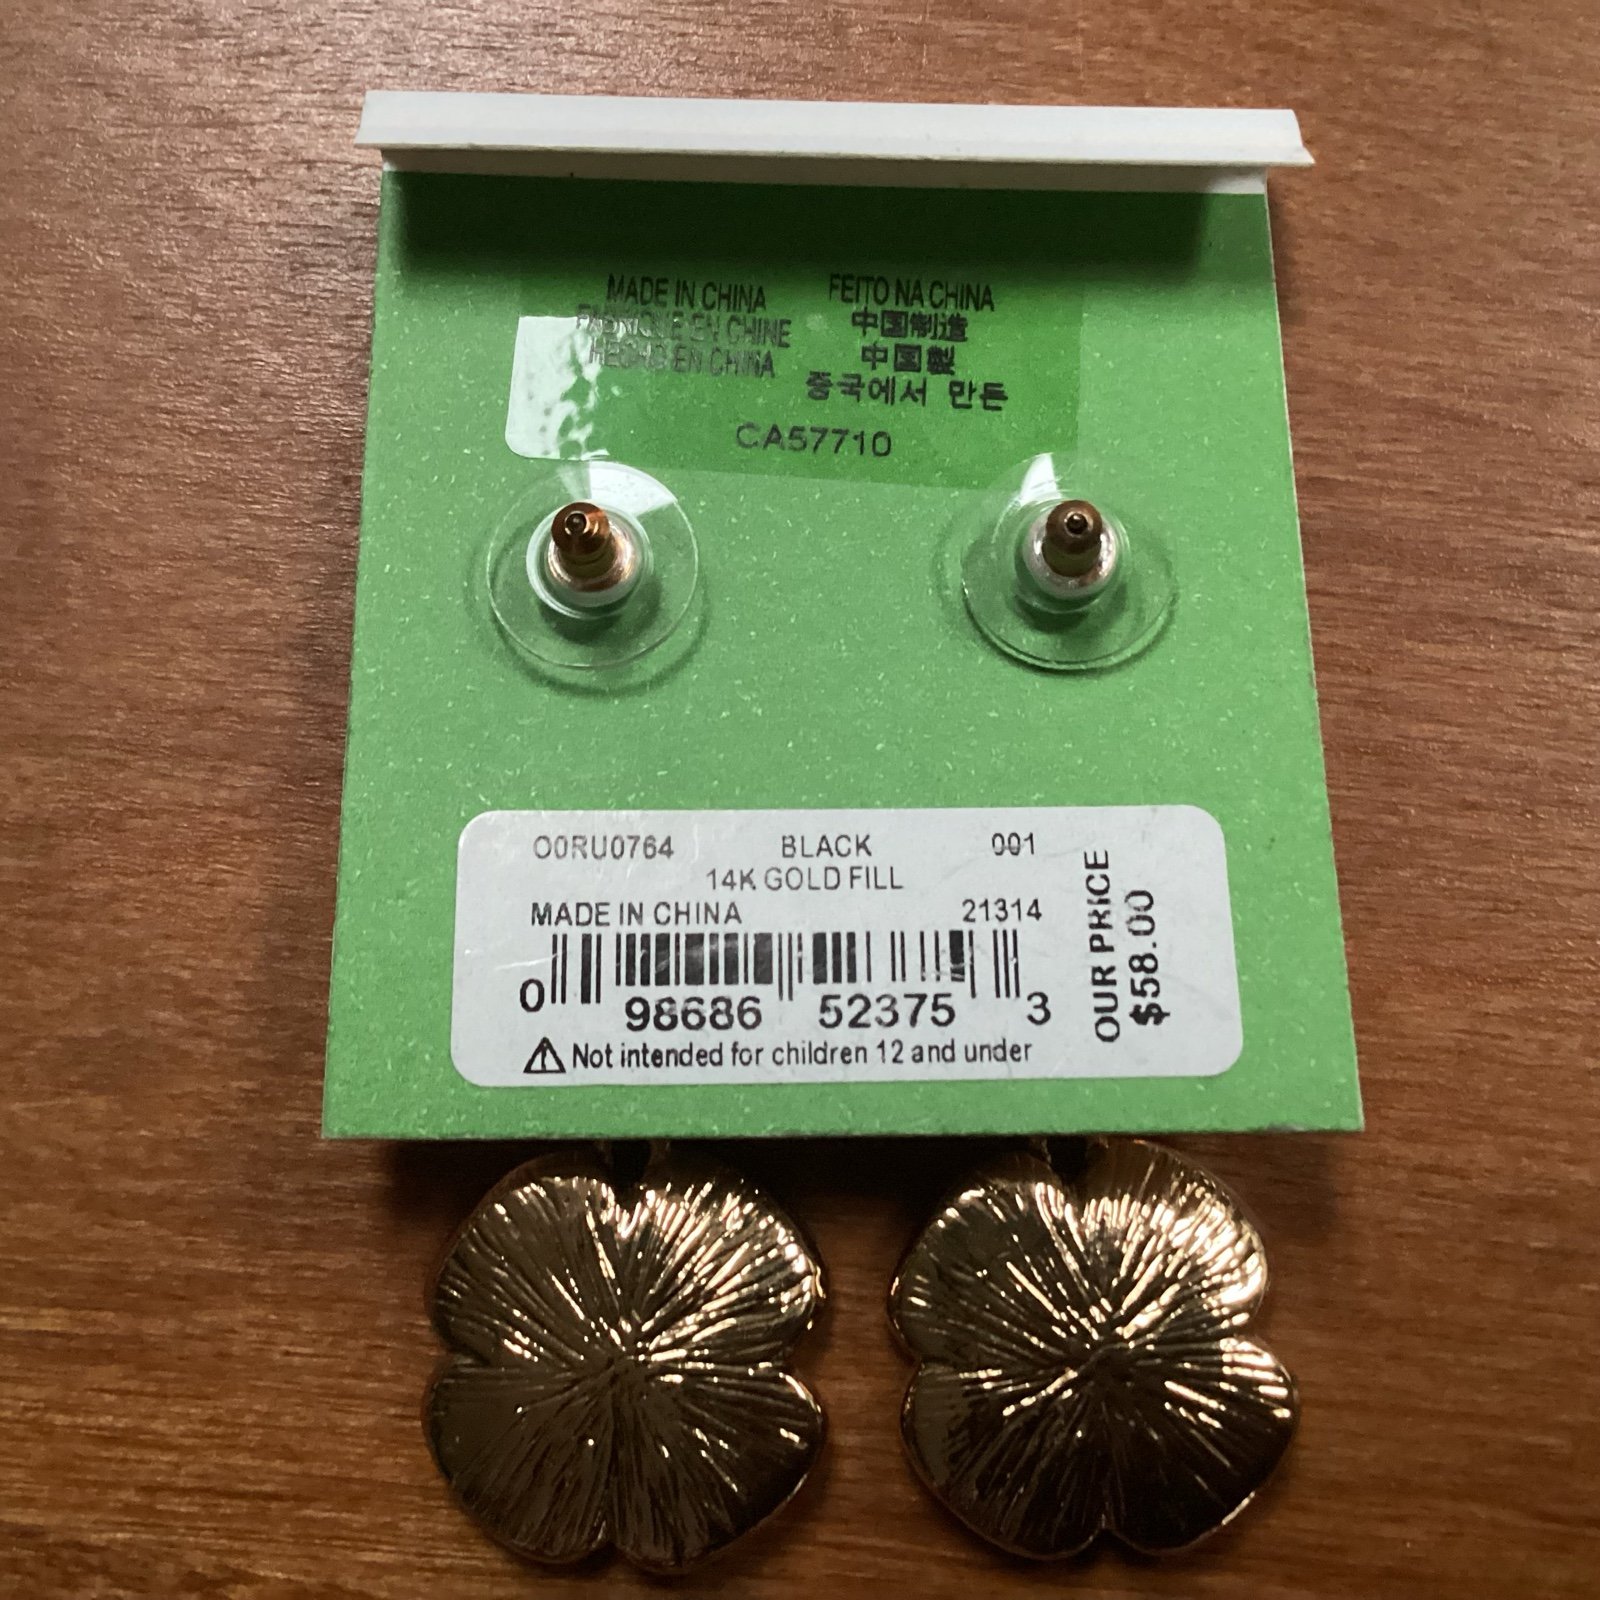 MADE IN CHINA
FABRIQUE EN CHINE
HECHO EN CHINA
FEITO NA CHINA
中国制造
中国製
중국에서 만든
CA57710
O0RU0764 BLACK 001
14K GOLD FILL
MADE IN CHINA 21314
0 98686 52375 3
Not intended for children 12 and under
OUR PRICE
$58.00